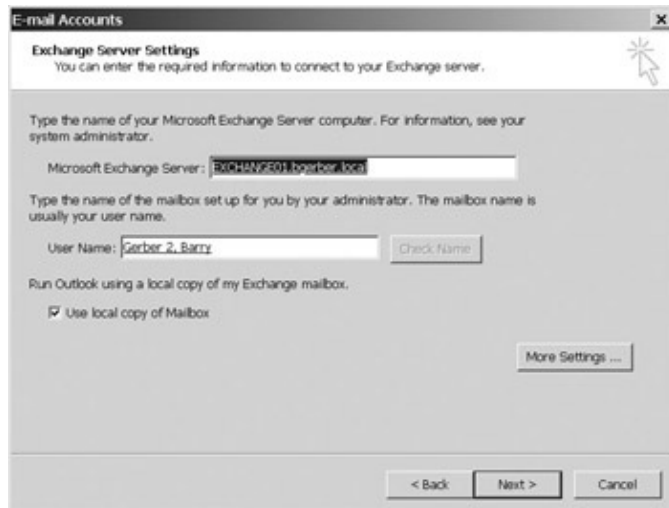 E-mail Accounts
Exchange Server Settings
You can enter the required information to connect to your Exchange server.
Type the name of your Microsoft Exchange Server computer. For information, see your
system administrator.
Microsoft Exchange Server: EXCHANGE01.bgerber.local
Type the name of the mailbox set up for you by your administrator. The mailbox name is
usually your user name.
User Name: Gerber 2, Barry Check Name
Run Outlook using a local copy of my Exchange mailbox.
Use local copy of Mailbox
More Settings ...
< Back Next > Cancel